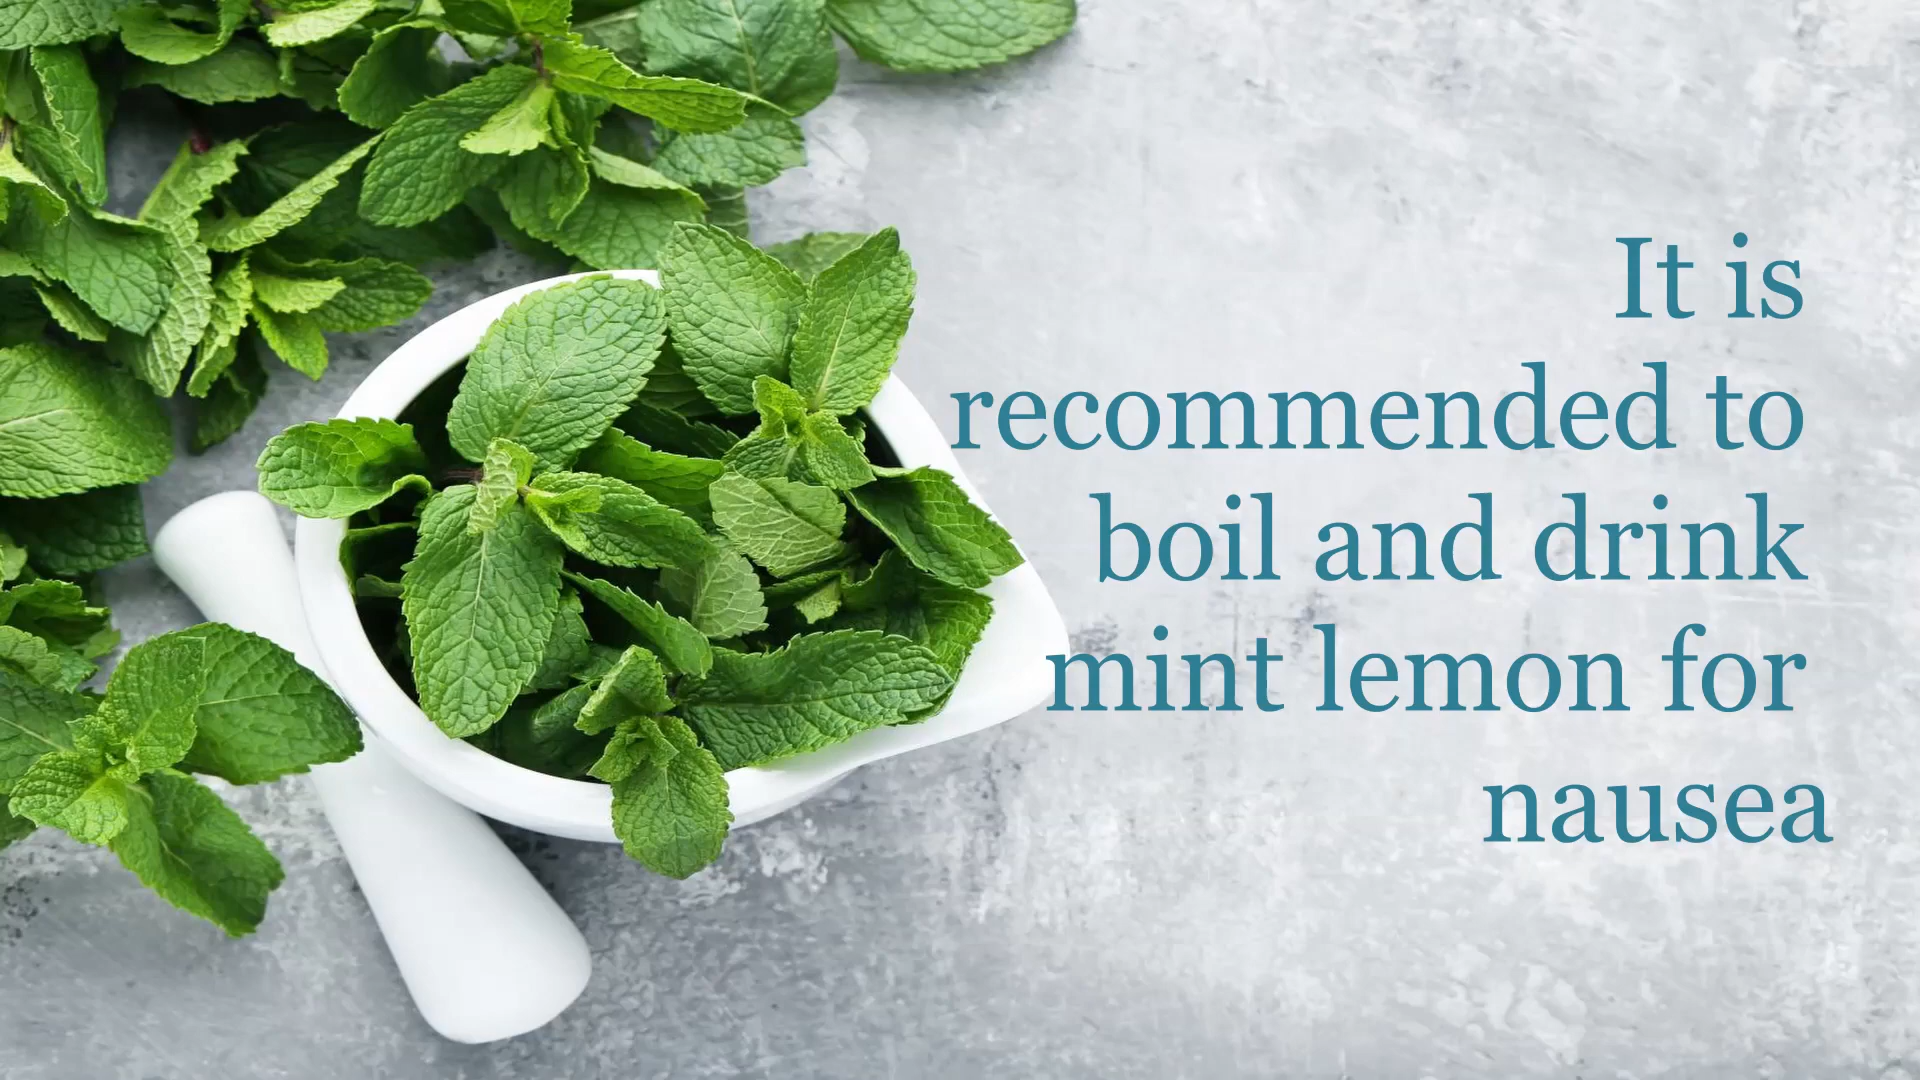 It is
recommended to
boil and drink
mint lemon for
nausea